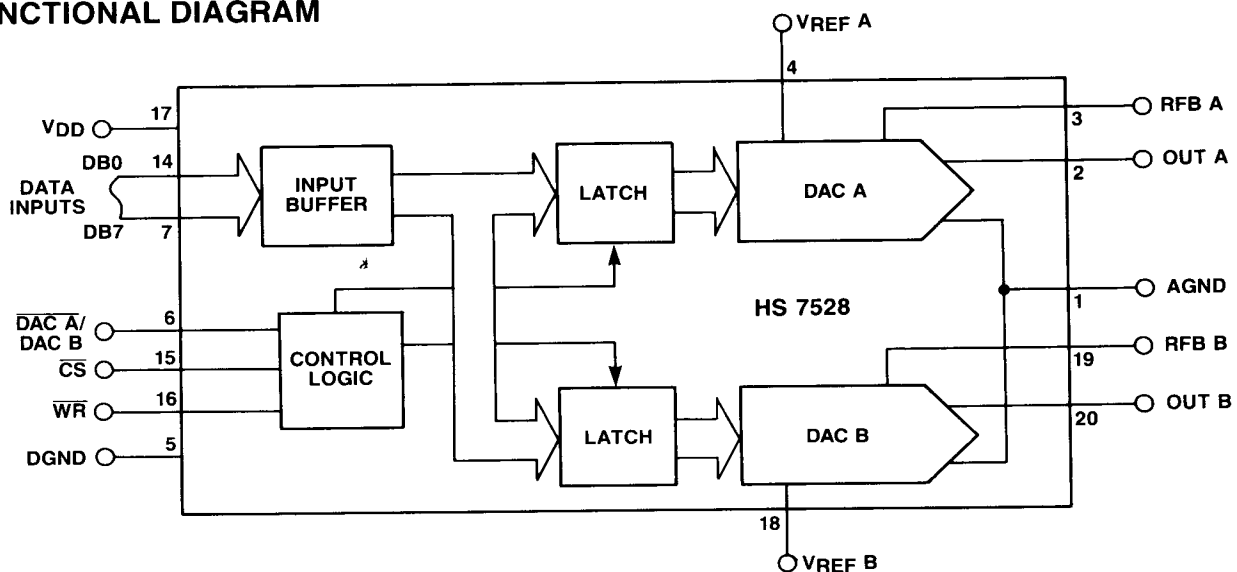 NCTIONAL DIAGRAM
VREF A
4
17
VDD
RFB A
3
DB0 14
OUT A
2
DATA
INPUTS
INPUT
BUFFER
LATCH
DAC A
DB7 7
HS 7528
AGND
1
DAC A/
DAC B
6
CONTROL
LOGIC
15
CS
16
WR
RFB B
19
OUT B
20
LATCH
DAC B
5
DGND
18
VREF B